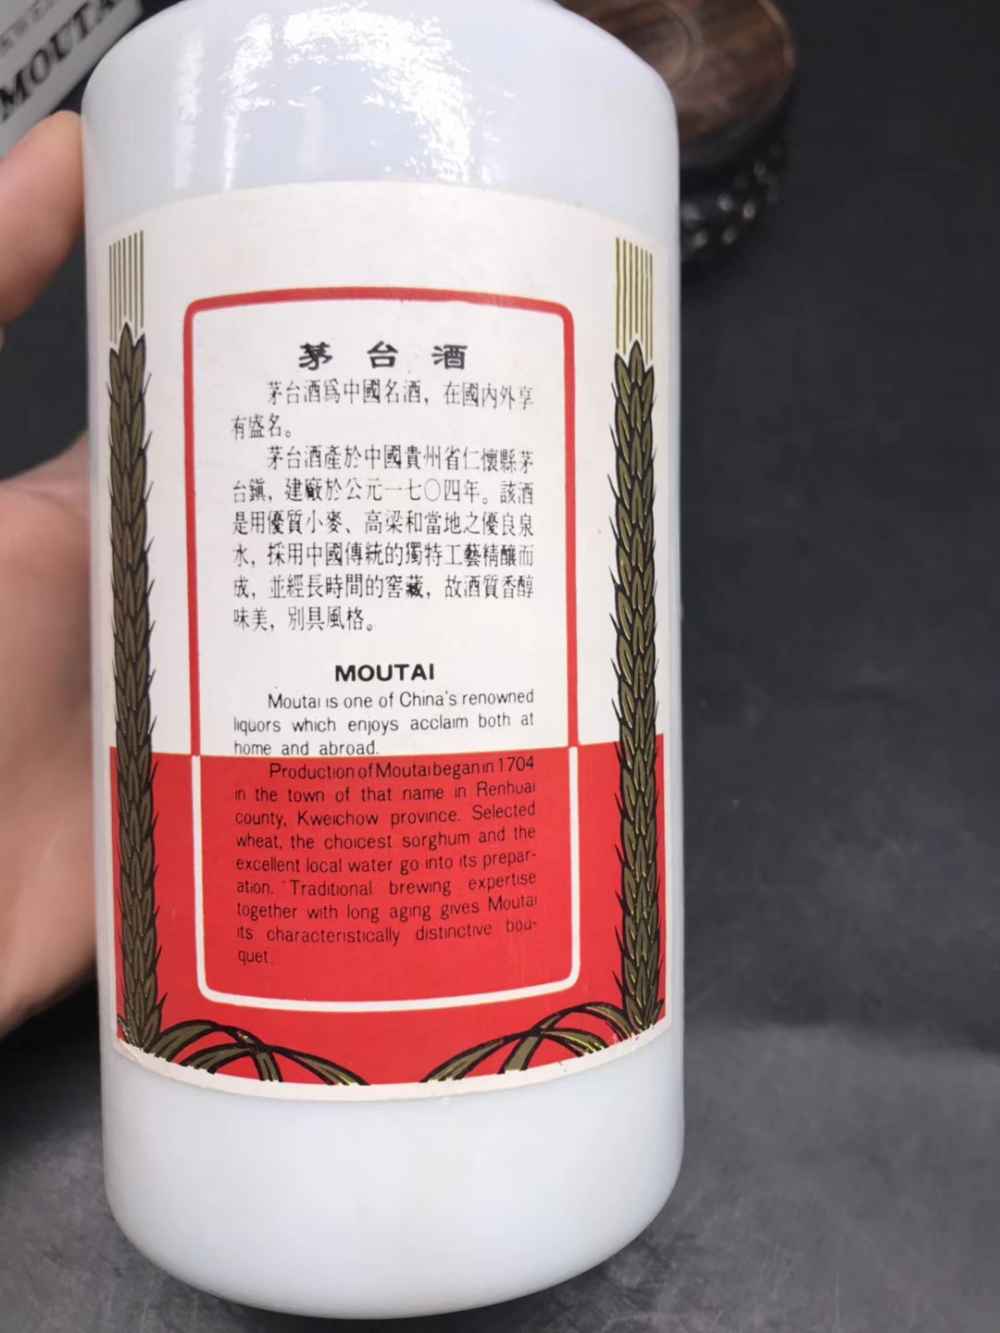 MOUTA
茅台酒
茅台酒爲中國名酒，在國内外享
有盛名。
茅台酒產於中國貴州省仁懷縣茅
台鎮，建廠於公元一七〇四年。該酒
是用優質小麥、高梁和當地之優良泉
水，採用中國傳統的獨特工藝精釀而
成，並經長時間的窖藏，故酒質香醇
味美，別具風格。
MOUTAI
Moutai is one of China's renowned
liquors which enjoys acclaim both at
home and abroad.
Production of Moutai began in 1704
in the town of that name in Renhuai
county, Kweichow province. Selected
wheat, the choicest sorghum and the
excellent local water go into its prepar-
ation. Traditional brewing expertise
together with long aging gives Moutai
its characteristically distinctive bou-
quet.